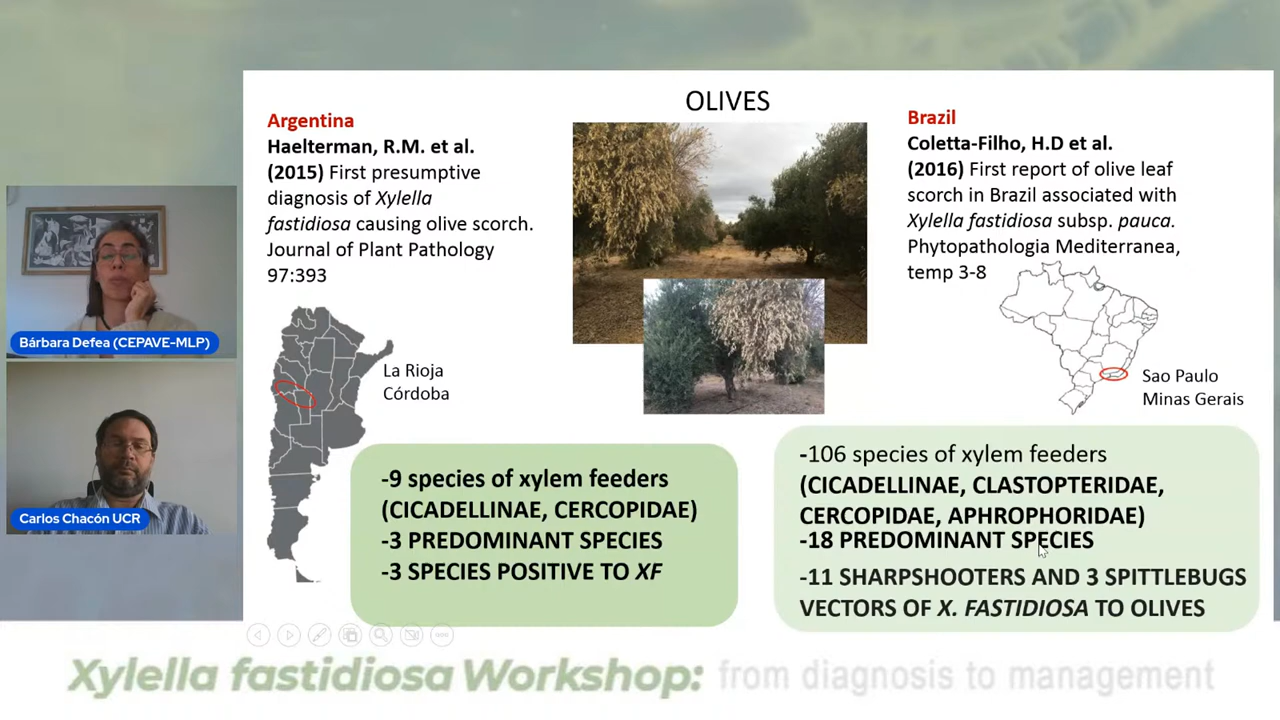 OLIVES
Argentina
Haelterman, R.M. et al.
(2015) First presumptive
diagnosis of Xylella
fastidiosa causing olive scorch.
Journal of Plant Pathology
97:393
La Rioja
Córdoba
-9 species of xylem feeders
(CICADELLINAE, CERCOPIDAE)
-3 PREDOMINANT SPECIES
-3 SPECIES POSITIVE TO XF
Brazil
Coletta-Filho, H.D et al.
(2016) First report of olive leaf
scorch in Brazil associated with
Xylella fastidiosa subsp. pauca.
Phytopathologia Mediterranea,
temp 3-8
Sao Paulo
Minas Gerais
-106 species of xylem feeders
(CICADELLINAE, CLASTOPTERIDAE,
CERCOPIDAE, APHROPHORIDAE)
-18 PREDOMINANT SPECIES
-11 SHARPSHOOTERS AND 3 SPITTLEBUGS
VECTORS OF X. FASTIDIOSA TO OLIVES
Bárbara Defea (CEPAVE-MLP)
Carlos Chacón UCR
Xylella fastidiosa Workshop: from diagnosis to management